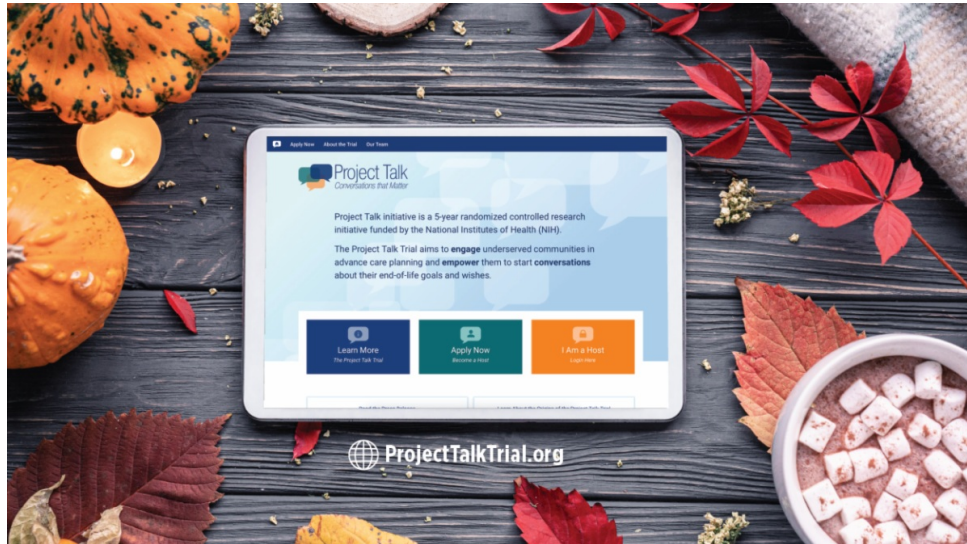 Apply Now About the Trial Our Team
Project Talk
Conversations that Matter
Project Talk initiative is a 5-year randomized controlled research
initiative funded by the National Institutes of Health (NIH).
The Project Talk Trial aims to engage underserved communities in
advance care planning and empower them to start conversations
about their end-of-life goals and wishes.
Learn More
The Project Talk Trial
Apply Now
Become a Host
I Am a Host
Login Here
ProjectTalkTrial.org